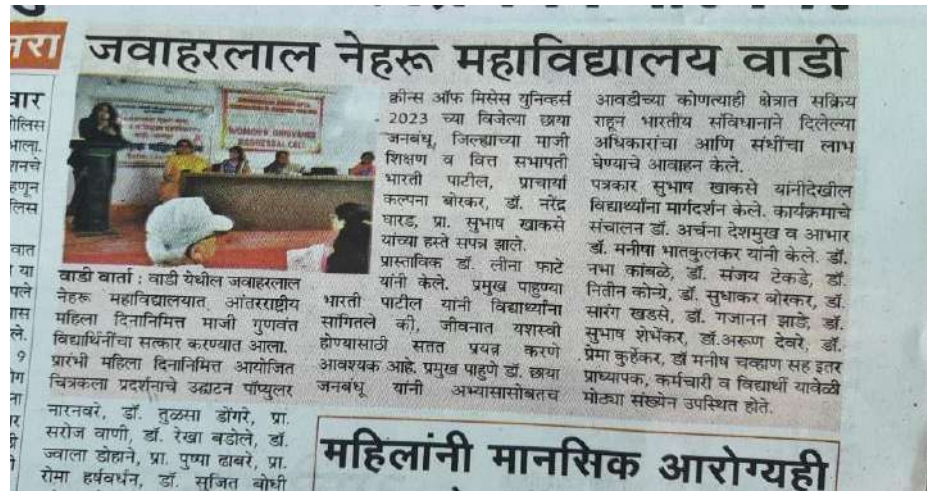 जवाहरलाल नेहरू महाविद्यालय वाडी
WOMEN'S GRIEVANCE
REDRESSAL CELL
वाडी वार्ता : वाडी येथील जवाहरलाल
नेहरू महाविद्यालयात, आंतरराष्ट्रीय
महिला दिनानिमित्त माजी गुणवंत
विद्यार्थिनींचा सत्कार करण्यात आला.
प्रारंभी महिला दिनानिमित्त आयोजित
चित्रकला प्रदर्शनाचे उद्घाटन पॉप्युलर
क्वीन्स ऑफ मिसेस युनिव्हर्स
2023 च्या विजेत्या छाया
जनबंधू, जिल्ह्याच्या माजी
शिक्षण व वित्त सभापती
भारती पाटील, प्राचार्या
कल्पना बोरकर, डॉ. नरेंद्र
घारड, प्रा. सुभाष खाकसे
यांच्या हस्ते संपन्न झाले.
प्रास्ताविक डॉ. लीना फाटे
यांनी केले. प्रमुख पाहुण्या
भारती पाटील यांनी विद्यार्थ्यांना
सांगितले की, जीवनात यशस्वी
होण्यासाठी सतत प्रयत्न करणे
आवश्यक आहे. प्रमुख पाहुणे डॉ. छाया
जनबंधू यांनी अभ्यासासोबतच
आवडीच्या कोणत्याही क्षेत्रात सक्रिय
राहून भारतीय संविधानाने दिलेल्या
अधिकारांचा आणि संधींचा लाभ
घेण्याचे आवाहन केले.
पत्रकार सुभाष खाकसे यांनीदेखील
विद्यार्थ्यांना मार्गदर्शन केले. कार्यक्रमाचे
संचालन डॉ. अर्चना देशमुख व आभार
डॉ. मनीषा भातकुलकर यांनी केले. डॉ.
नभा कांबळे, डॉ. संजय टेकडे, डॉ.
नितीन कोन्गे, डॉ. सुधाकर बोरकर, डॉ.
सारंग खडसे, डॉ. गजानन झाडे, डॉ.
सुभाष शेभेंकर, डॉ.अरूण देवरे, डॉ.
प्रेमा कुर्हेकर, डॉ मनीष चव्हाण सह इतर
प्राध्यापक, कर्मचारी व विद्यार्थी यावेळी
मोठ्या संख्येन उपस्थित होते.
नारनवरे, डॉ. तुळसा डोंगरे, प्रा.
सरोज वाणी, डॉ. रेखा बडोले, डॉ.
ज्वाला डोहाने, प्रा. पुष्पा ढाबरे, प्रा.
रोमा हर्षवर्धन, डॉ. सुजित बोधी
महिलांनी मानसिक आरोग्यही